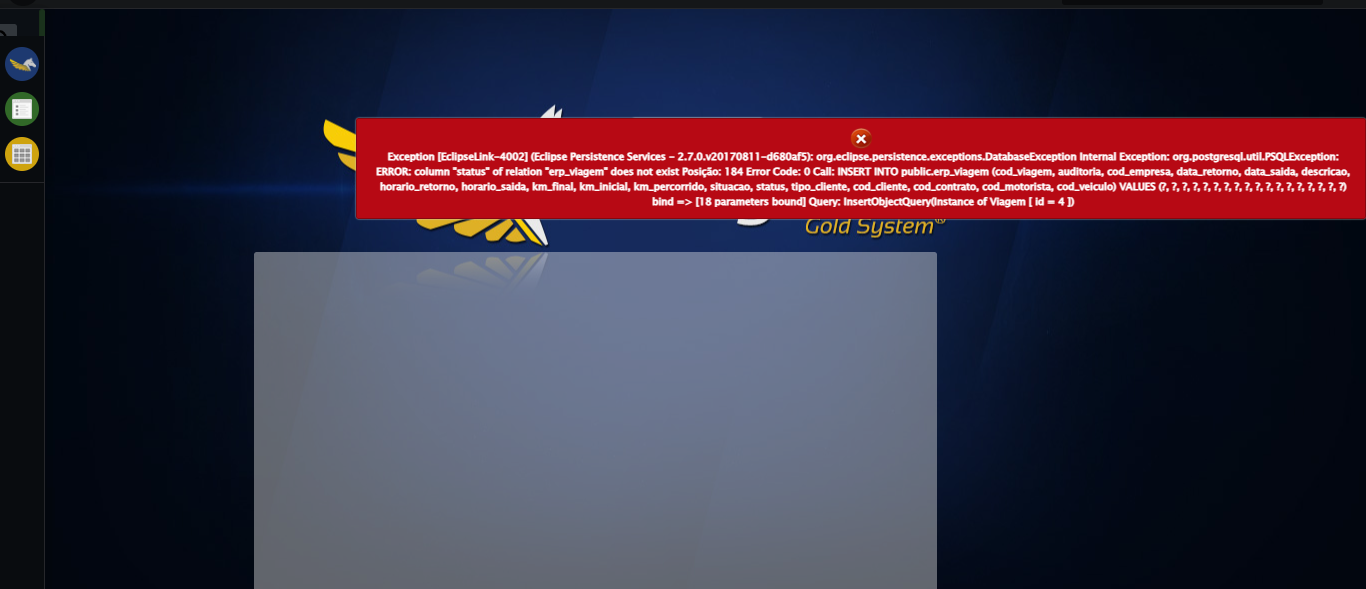 Exception [EclipseLink-4002] (Eclipse Persistence Services - 2.7.0.v20170811-d680af5): org.eclipse.persistence.exceptions.DatabaseException Internal Exception: org.postgresql.util.PSQLException:
ERROR: column "status" of relation "erp_viagem" does not exist Posição: 184 Error Code: 0 Call: INSERT INTO public.erp_viagem (cod_viagem, auditoria, cod_empresa, data_retorno, data_saida, descricao,
horario_retorno, horario_saida, km_final, km_inicial, km_percorrido, situacao, status, tipo_cliente, cod_cliente, cod_contrato, cod_motorista, cod_veiculo) VALUES (?, ?, ?, ?, ?, ?, ?, ?, ?, ?, ?, ?, ?, ?, ?, ?, ?, ?)
bind => [18 parameters bound] Query: InsertObjectQuery(Instance of Viagem [ id = 4 ])
Gold System®